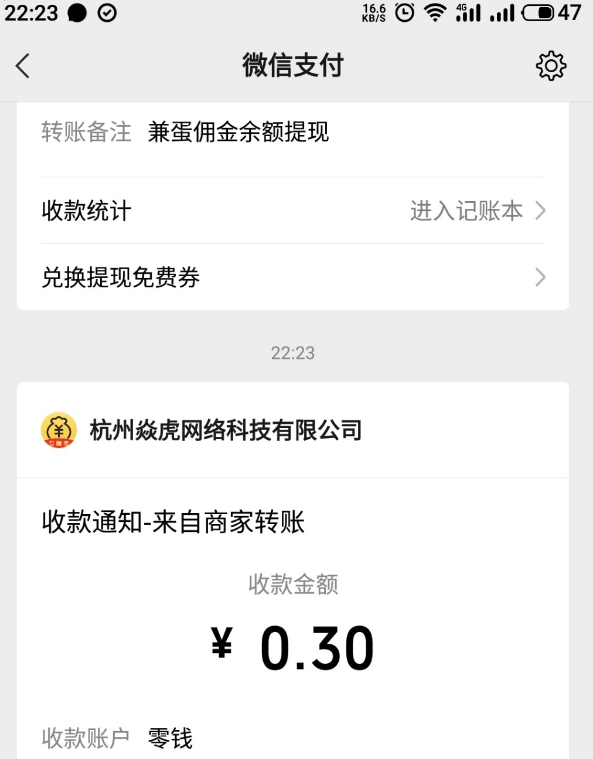 22:23 16.6 KB/S 4G 47
微信支付
转账备注 兼蛋佣金余额提现
收款统计 进入记账本
兑换提现免费券
22:23
杭州焱虎网络科技有限公司
收款通知-来自商家转账
收款金额
¥ 0.30
收款账户 零钱